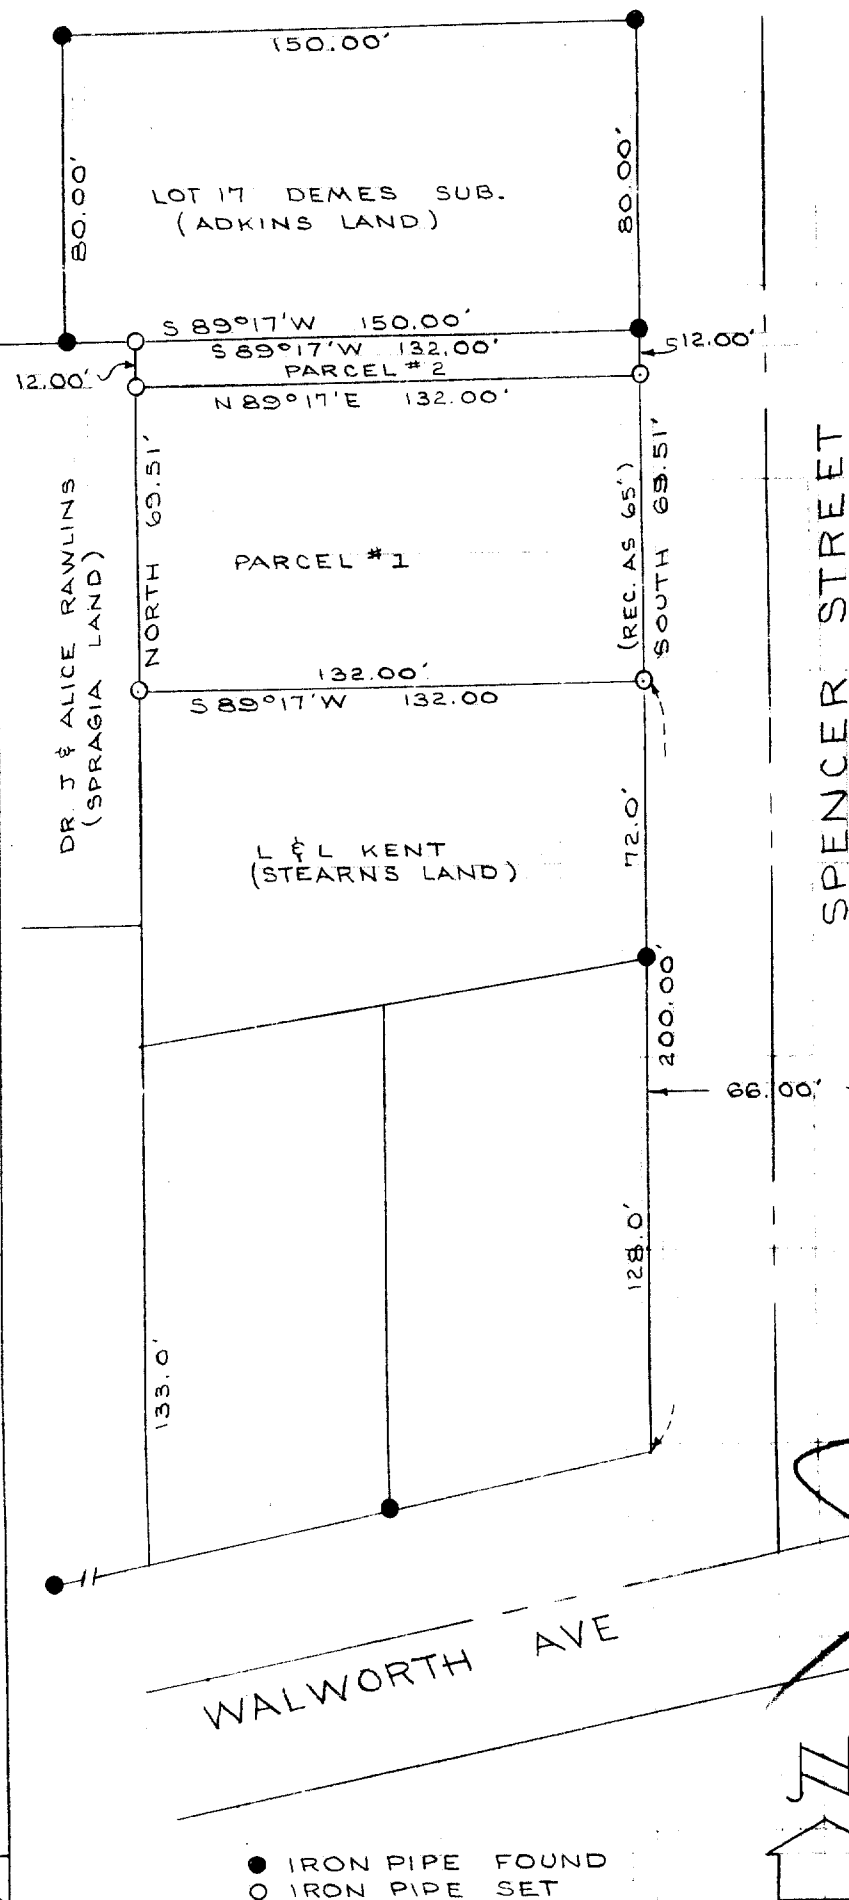 150.00'
80.00'
80.00'
LOT 17 DEMES SUB.
(ADKINS LAND)
S 89°17'W 150.00'
S 89°17'W 132.00'
S12.00'
PARCEL #2
12.00'
N 89°17'E 132.00'
NORTH 69.51'
(REC. AS 65')
SOUTH 69.51'
PARCEL #1
DR. J & ALICE RAWLINS
(SPRAGIA LAND)
SPENCER STREET
132.00'
S 89°17'W 132.00
72.0'
L & L KENT
(STEARNS LAND)
200.00'
66.00'
128.0'
133.0'
WALWORTH AVE
N
IRON PIPE FOUND
IRON PIPE SET